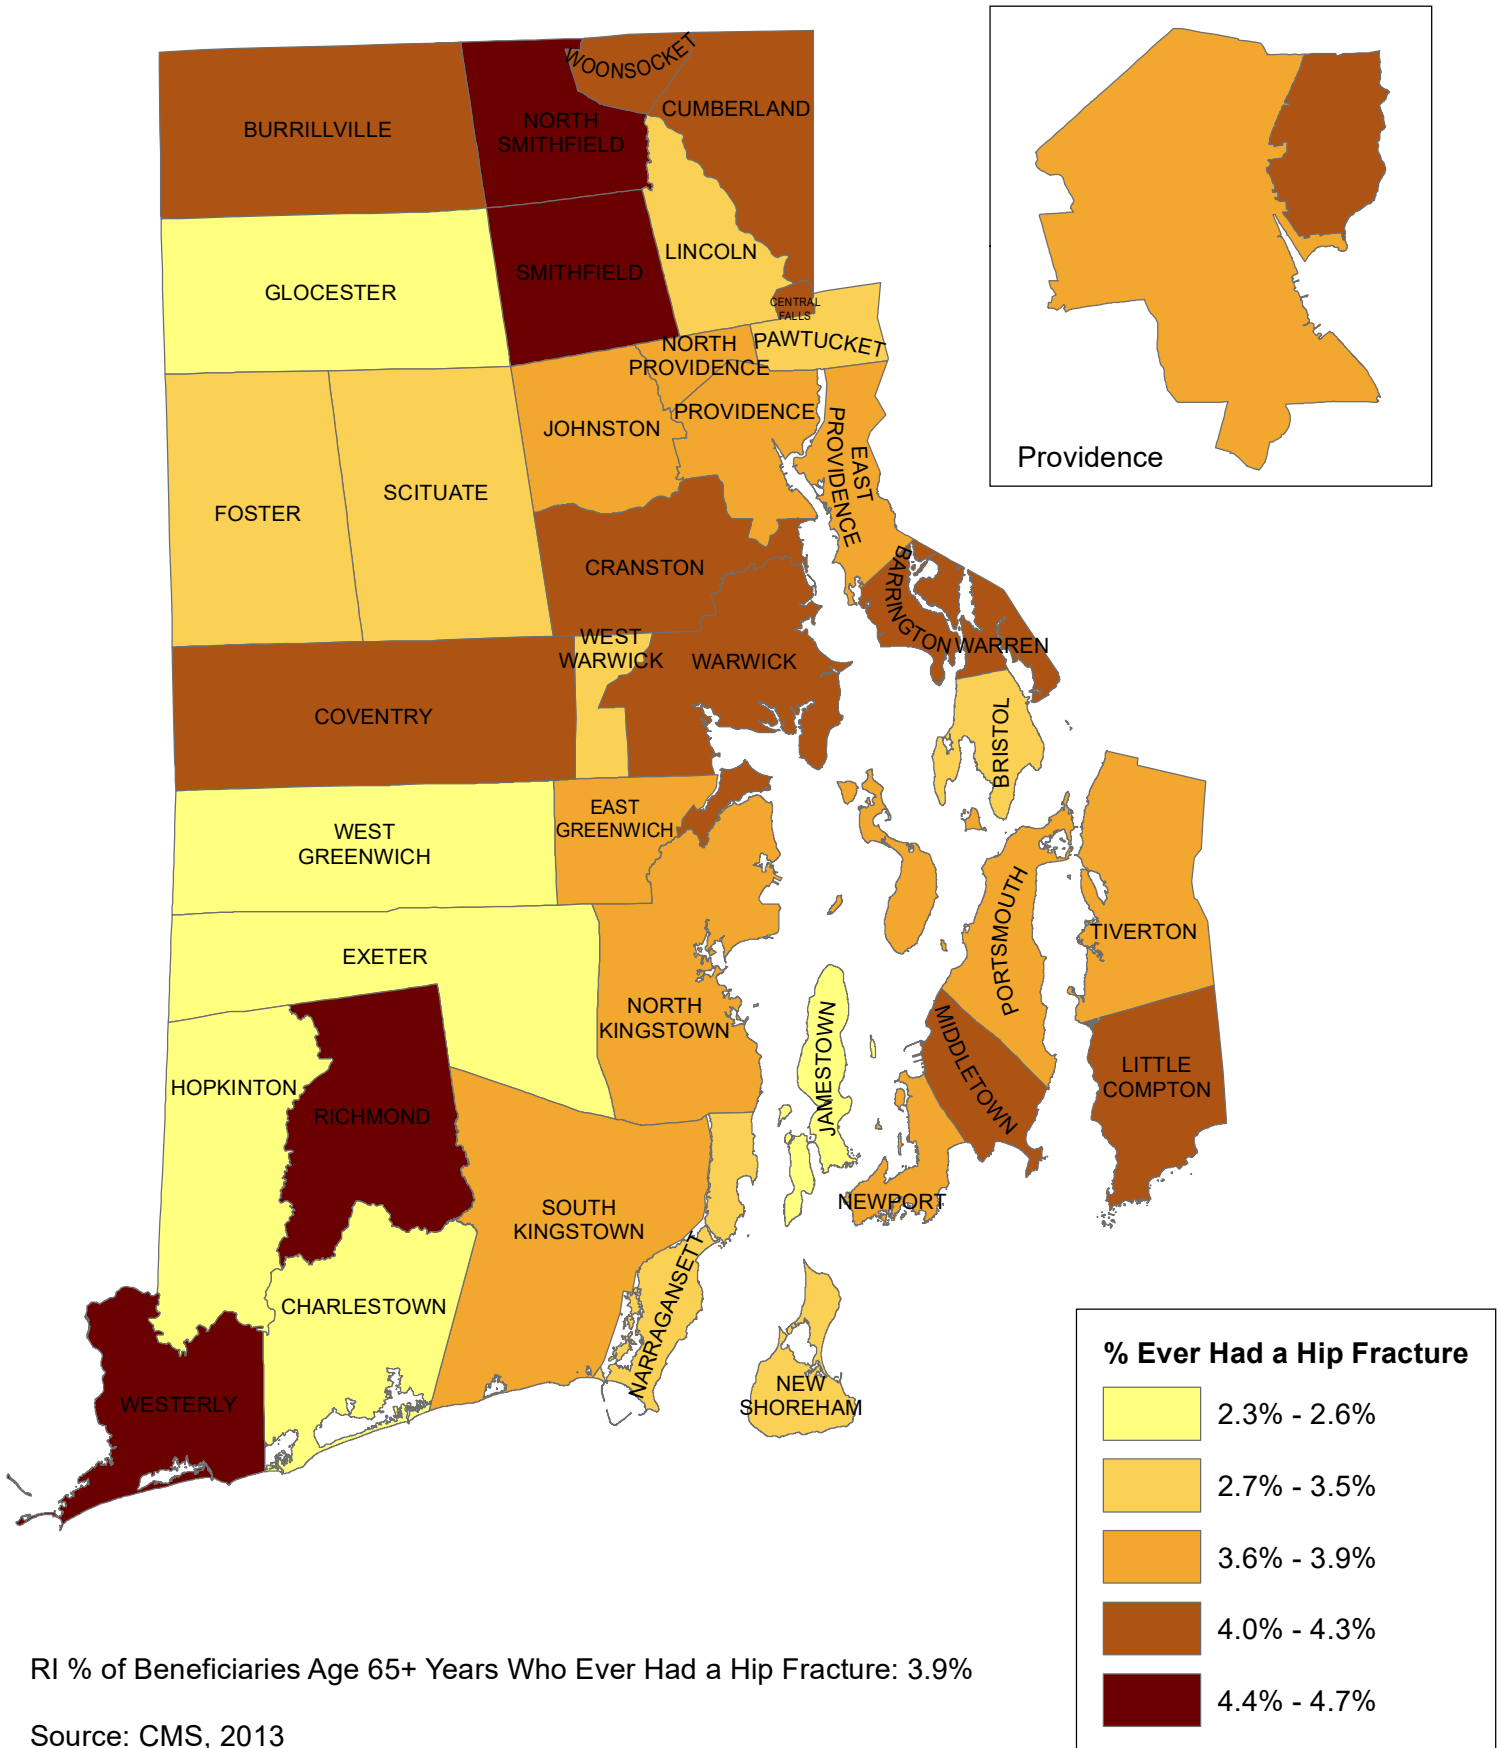 WOONSOCKET
CUMBERLAND
BURRILLVILLE
NORTH
SMITHFIELD
LINCOLN
SMITHFIELD
GLOCESTER
CENTRAL
FALLS
PAWTUCKET
NORTH
PROVIDENCE
PROVIDENCE
JOHNSTON
EAST
PROVIDENCE
SCITUATE
FOSTER
CRANSTON
BARRINGTON
WARREN
WEST
WARWICK
WARWICK
COVENTRY
BRISTOL
EAST
GREENWICH
WEST
GREENWICH
PORTSMOUTH
TIVERTON
EXETER
NORTH
KINGSTOWN
JAMESTOWN
MIDDLETOWN
LITTLE
COMPTON
HOPKINTON
RICHMOND
SOUTH
KINGSTOWN
NEWPORT
NARRAGANSETT
CHARLESTOWN
WESTERLY
NEW
SHOREHAM
Providence
% Ever Had a Hip Fracture
2.3% - 2.6%
2.7% - 3.5%
3.6% - 3.9%
4.0% - 4.3%
4.4% - 4.7%
RI % of Beneficiaries Age 65+ Years Who Ever Had a Hip Fracture: 3.9%
Source: CMS, 2013